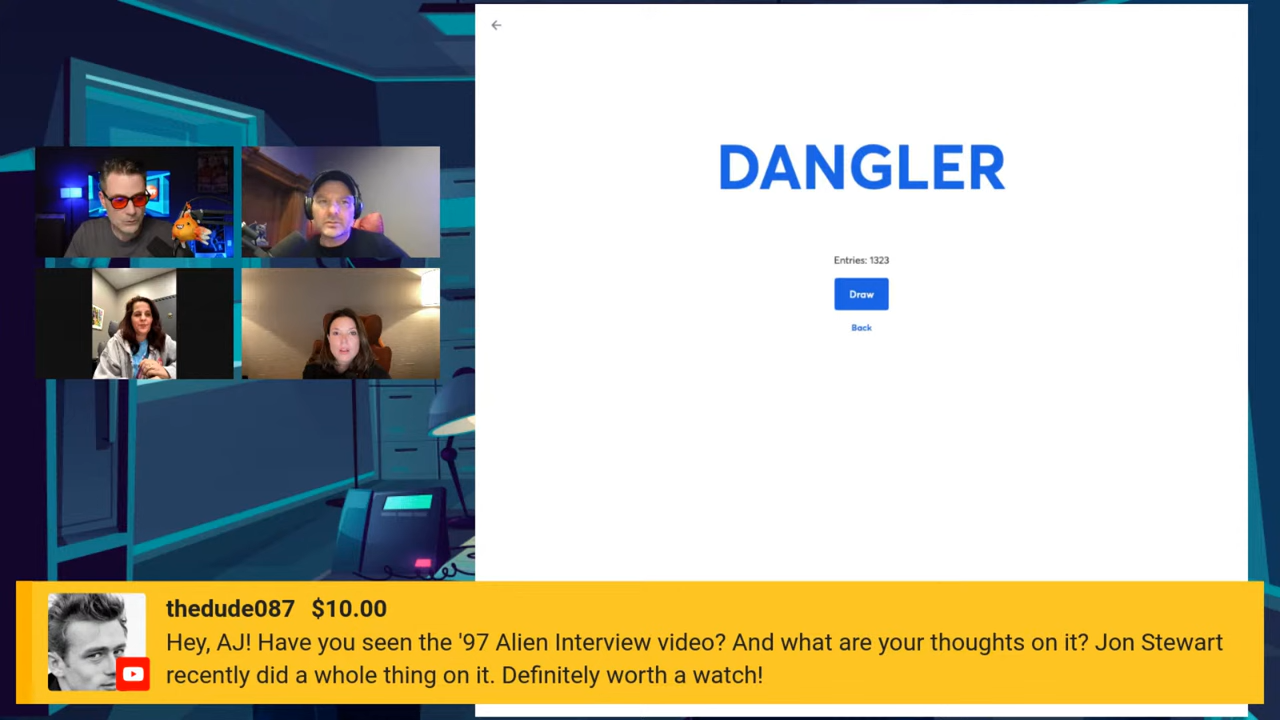 DANGLER
Entries: 1323
Draw
Back
thedude087 $10.00
Hey, AJ! Have you seen the '97 Alien Interview video? And what are your thoughts on it? Jon Stewart
recently did a whole thing on it. Definitely worth a watch!